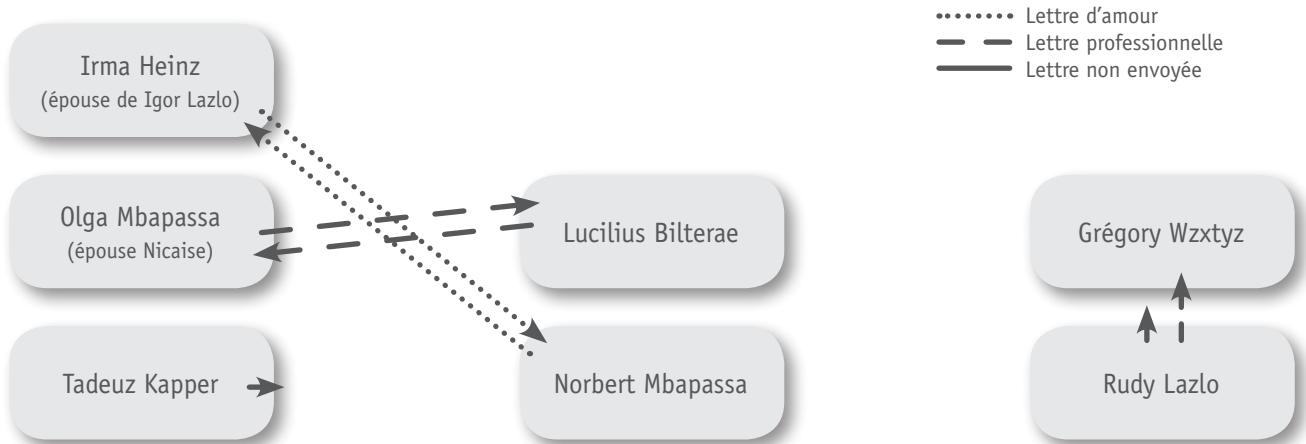 Lettre d'amour
Lettre professionnelle
Lettre non envoyée
Irma Heinz
(épouse de Igor Lazlo)
Olga Mbapassa
(épouse Nicaise)
Lucilius Bilterae
Grégory Wzxtyz
Tadeuz Kapper
Norbert Mbapassa
Rudy Lazlo